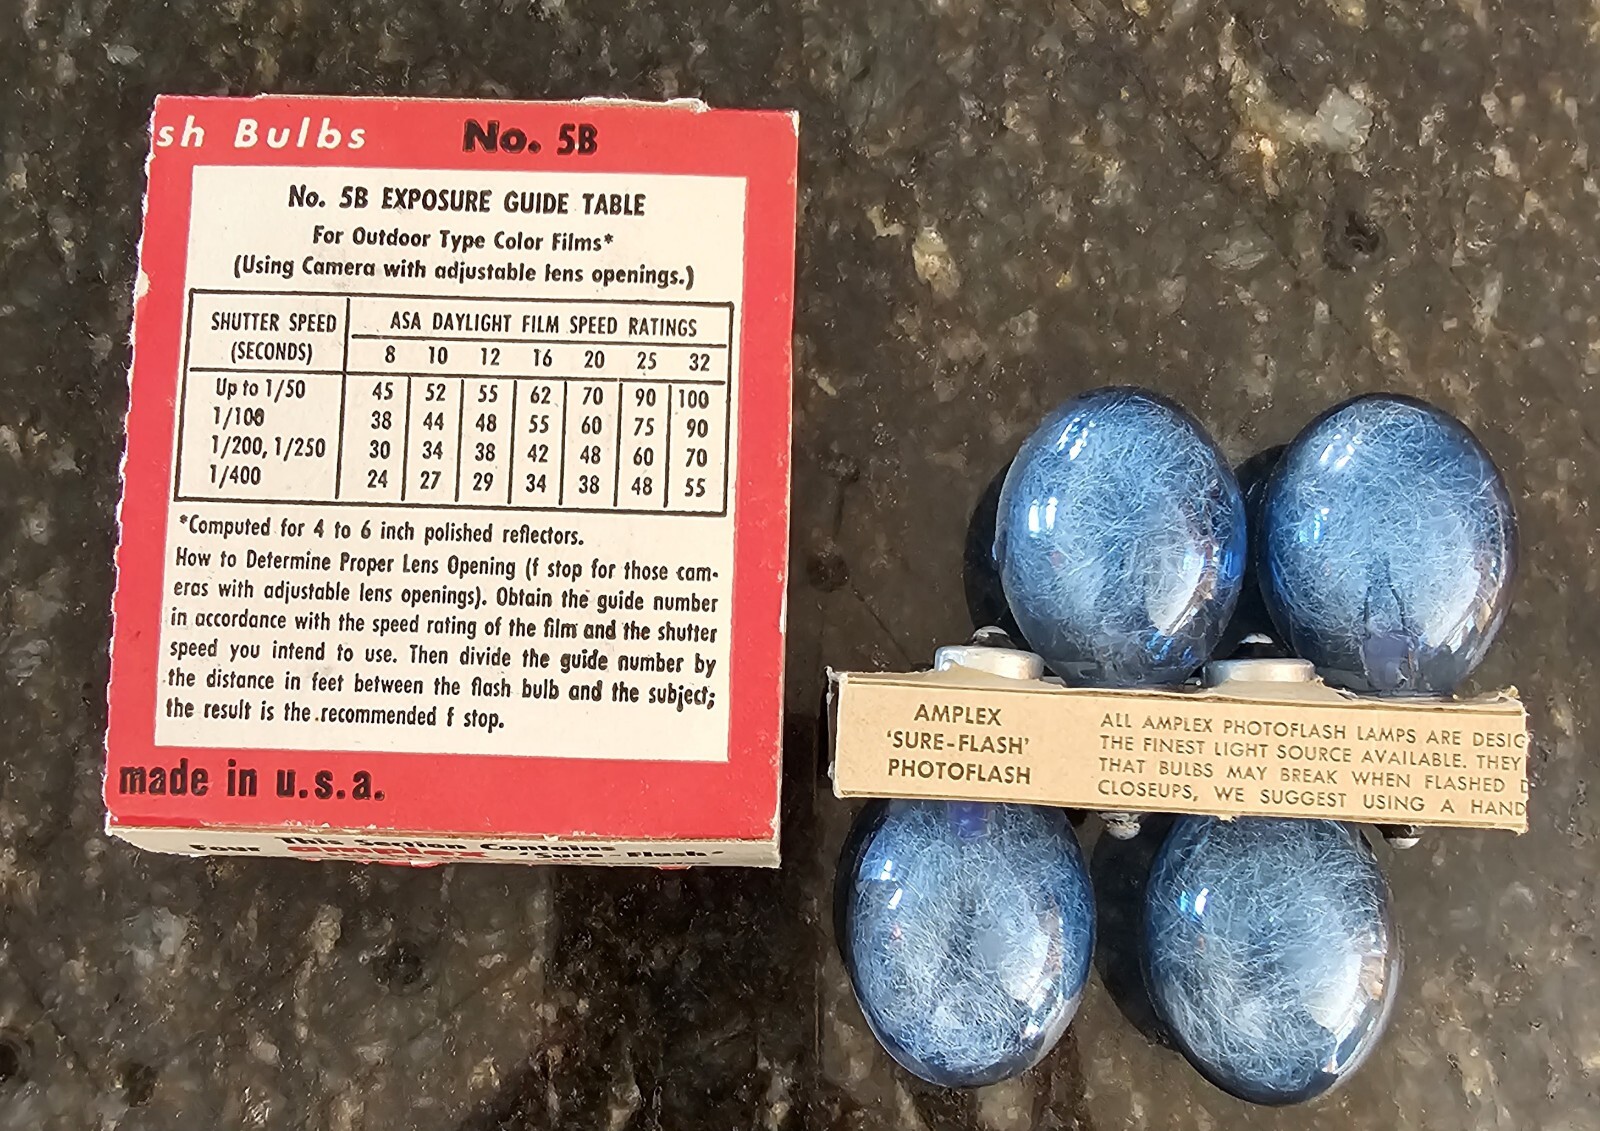 sh Bulbs No. 5B
No. 5B EXPOSURE GUIDE TABLE
For Outdoor Type Color Films*
(Using Camera with adjustable lens openings.)
SHUTTER SPEED ASA DAYLIGHT FILM SPEED RATINGS
(SECONDS) 8 10 12 16 20 25 32
Up to 1/50 45 52 55 62 70 90 100
1/100 38 44 48 55 60 75 90
1/200, 1/250 30 34 38 42 48 60 70
1/400 24 27 29 34 38 48 55
*Computed for 4 to 6 inch polished reflectors.
How to Determine Proper Lens Opening (f stop for those cam-
eras with adjustable lens openings). Obtain the guide number
in accordance with the speed rating of the film and the shutter
speed you intend to use. Then divide the guide number by
the distance in feet between the flash bulb and the subject;
the result is the recommended f stop.
made in u.s.a.
This Section Contains
Four "Sure-Flash"
AMPLEX
'SURE-FLASH'
PHOTOFLASH
ALL AMPLEX PHOTOFLASH LAMPS ARE DESIG
THE FINEST LIGHT SOURCE AVAILABLE. THEY
THAT BULBS MAY BREAK WHEN FLASHED D
CLOSEUPS, WE SUGGEST USING A HAND